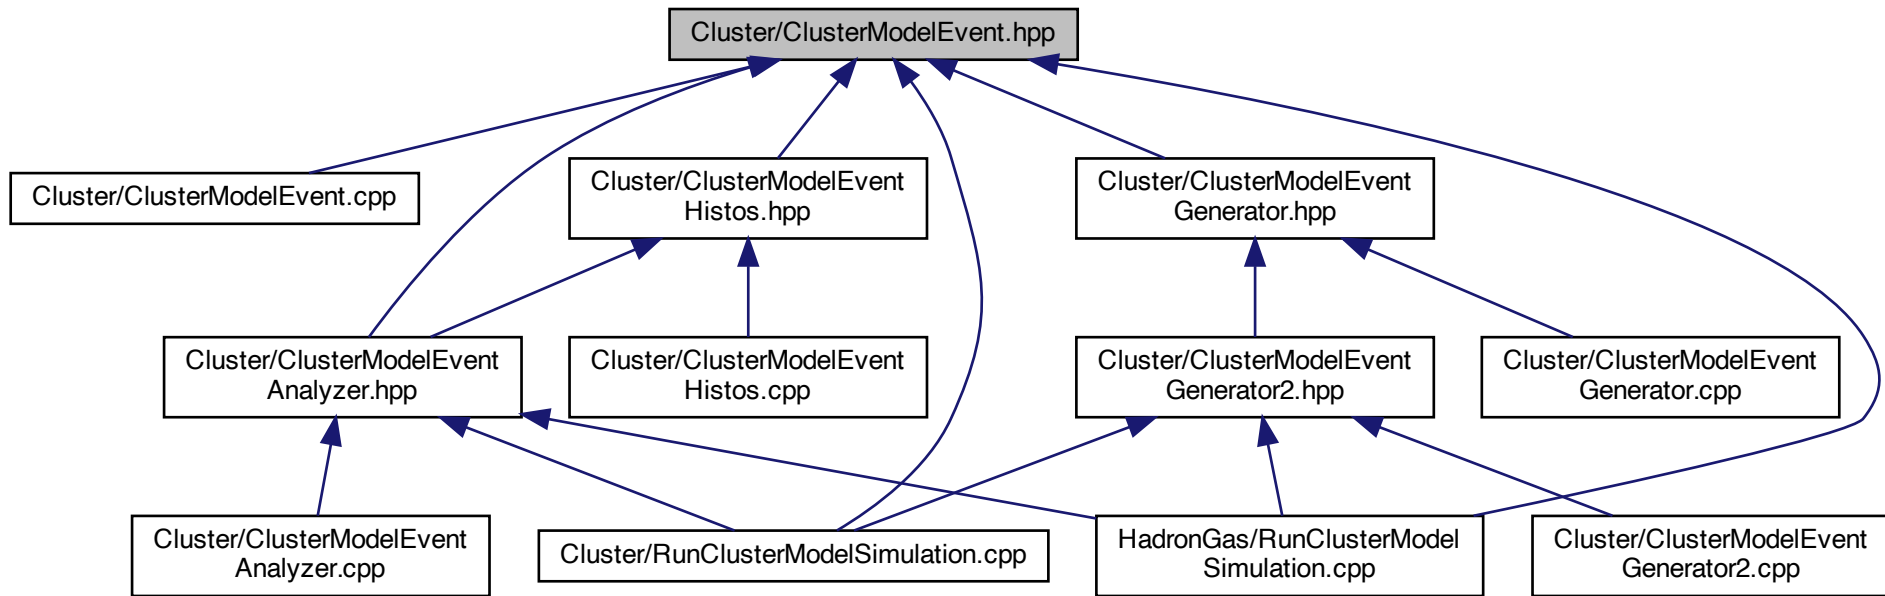 Cluster/ClusterModelEvent.hpp
Cluster/ClusterModelEvent.cpp
Cluster/ClusterModelEvent
Histos.hpp
Cluster/ClusterModelEvent
Generator.hpp
Cluster/ClusterModelEvent
Analyzer.hpp
Cluster/ClusterModelEvent
Histos.cpp
Cluster/ClusterModelEvent
Generator2.hpp
Cluster/ClusterModelEvent
Generator.cpp
Cluster/ClusterModelEvent
Analyzer.cpp
Cluster/RunClusterModelSimulation.cpp
HadronGas/RunClusterModel
Simulation.cpp
Cluster/ClusterModelEvent
Generator2.cpp